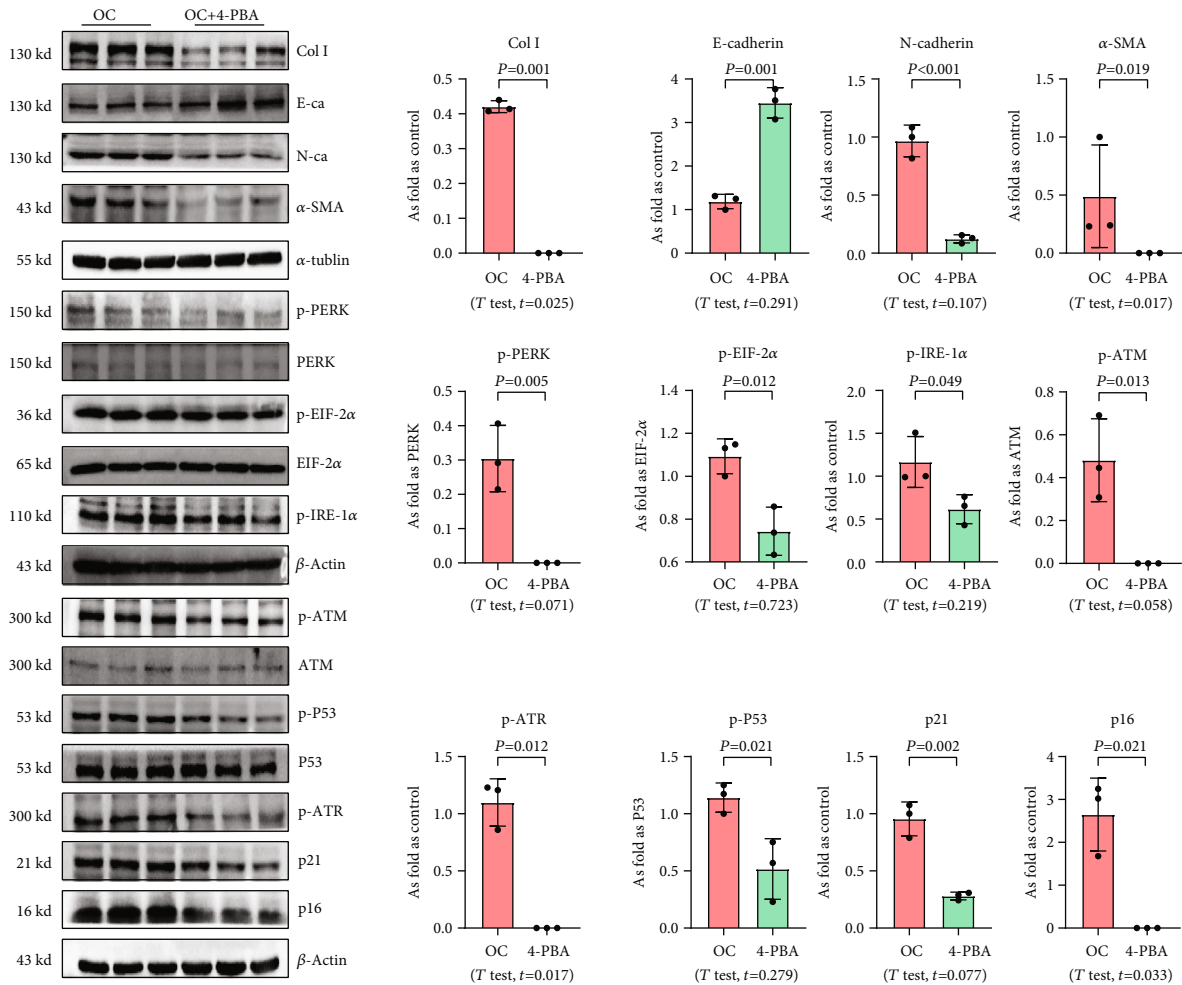 OC OC+4-PBA
130 kd Col I
130 kd E-ca
130 kd N-ca
43 kd α-SMA
55 kd α-tublin
150 kd p-PERK
150 kd PERK
36 kd p-EIF-2α
65 kd EIF-2α
110 kd p-IRE-1α
43 kd β-Actin
300 kd p-ATM
300 kd ATM
53 kd p-P53
53 kd P53
300 kd p-ATR
21 kd p21
16 kd p16
43 kd β-Actin
Col I
P=0.001
As fold as control
0.5
0.4
0.3
0.2
0.1
0.0
OC 4-PBA
(T test, t=0.025)
E-cadherin
P=0.001
As fold as control
4
3
2
1
0
OC 4-PBA
(T test, t=0.291)
N-cadherin
P<0.001
As fold as control
1.5
1.0
0.5
0.0
OC 4-PBA
(T test, t=0.107)
α-SMA
P=0.019
As fold as control
1.5
1.0
0.5
0.0
OC 4-PBA
(T test, t=0.017)
p-PERK
P=0.005
As fold as PERK
0.5
0.4
0.3
0.2
0.1
0.0
OC 4-PBA
(T test, t=0.071)
p-EIF-2α
P=0.012
As fold as EIF-2α
1.4
1.2
1.0
0.8
0.6
OC 4-PBA
(T test, t=0.723)
p-IRE-1α
P=0.049
As fold as control
2.0
1.5
1.0
0.5
0.0
OC 4-PBA
(T test, t=0.219)
p-ATM
P=0.013
As fold as ATM
0.8
0.6
0.4
0.2
0.0
OC 4-PBA
(T test, t=0.058)
p-ATR
P=0.012
As fold as control
1.5
1.0
0.5
0.0
OC 4-PBA
(T test, t=0.017)
p-P53
P=0.021
As fold as P53
1.5
1.0
0.5
0.0
OC 4-PBA
(T test, t=0.279)
p21
P=0.002
As fold as control
1.5
1.0
0.5
0.0
OC 4-PBA
(T test, t=0.077)
p16
P=0.021
As fold as control
4
3
2
1
0
OC 4-PBA
(T test, t=0.033)